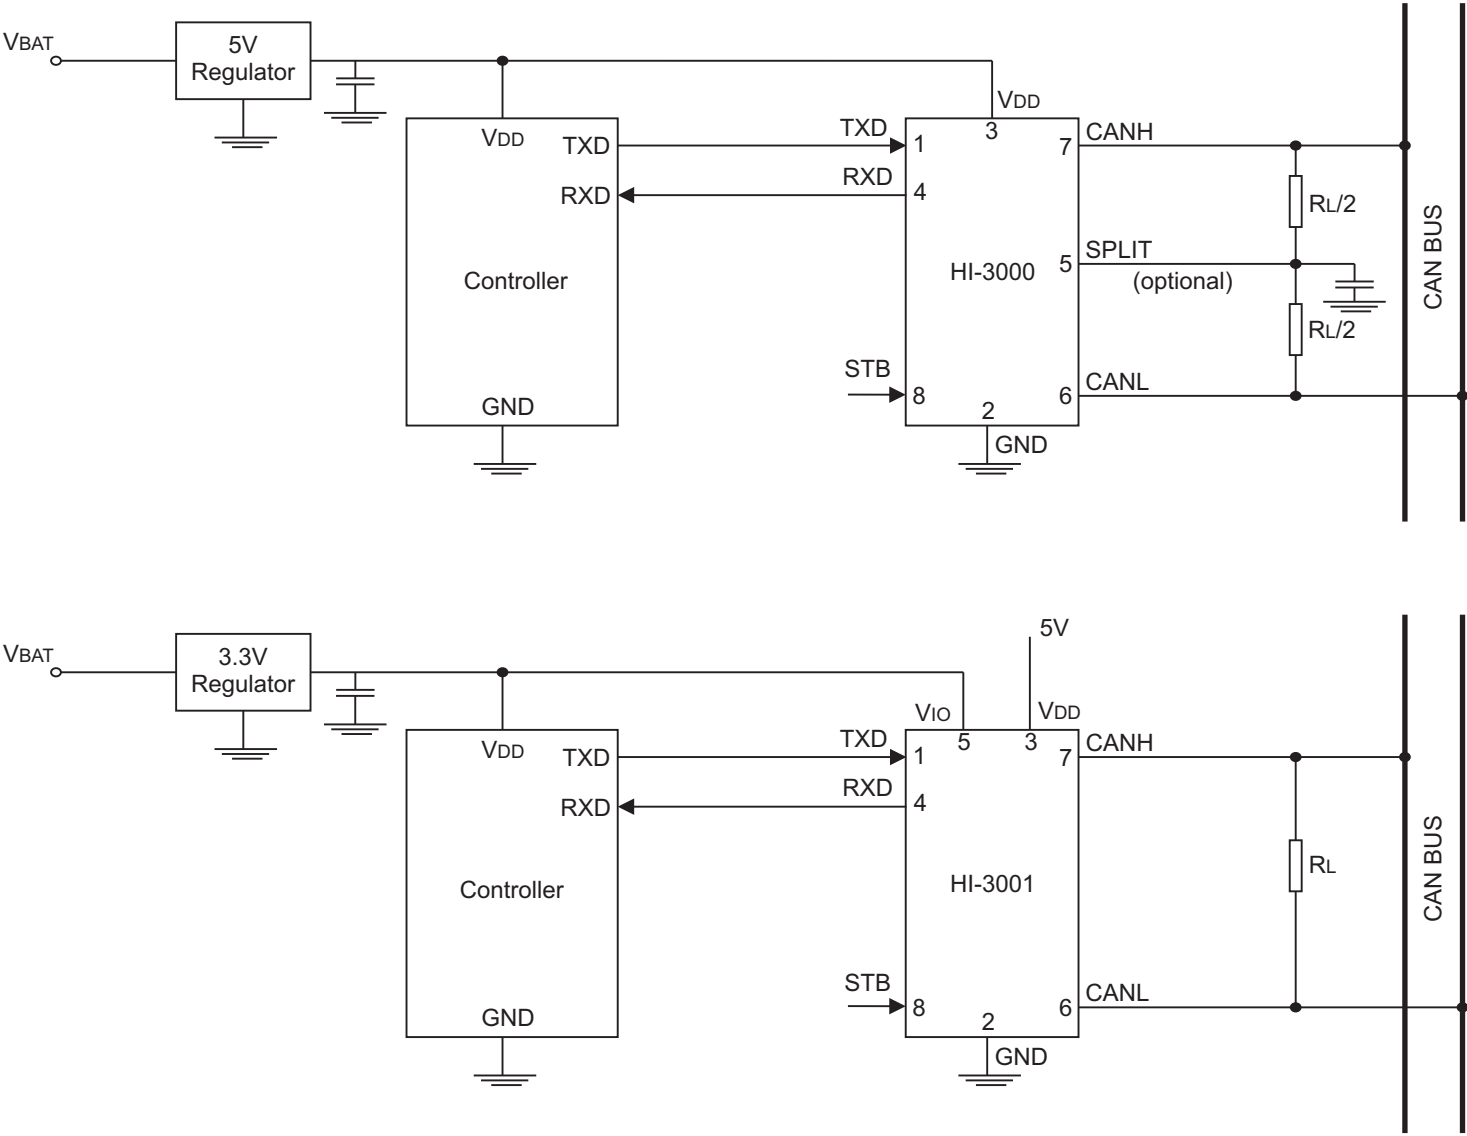 VBAT
5V
Regulator
VDD
TXD
RXD
Controller
GND
TXD
RXD
STB
VDD
3
1
4
8
HI-3000
2
GND
7
5
6
CANH
SPLIT
(optional)
CANL
RL/2
RL/2
CAN BUS
VBAT
3.3V
Regulator
VDD
TXD
RXD
Controller
GND
TXD
RXD
STB
5V
VIO
VDD
5
3
1
4
8
HI-3001
2
GND
7
6
CANH
CANL
RL
CAN BUS